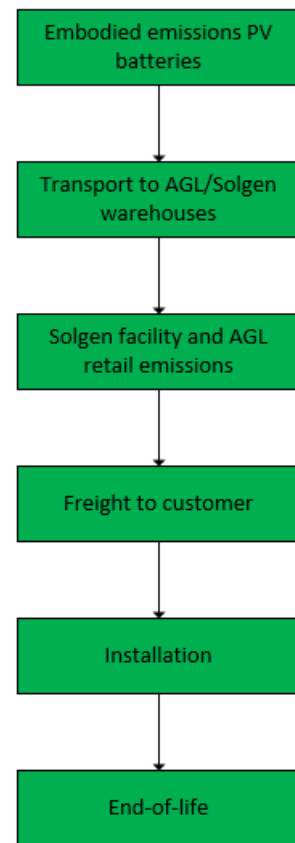 Embodied emissions PV
batteries
Transport to AGL/Solgen
warehouses
Solgen facility and AGL
retail emissions
Freight to customer
Installation
End-of-life